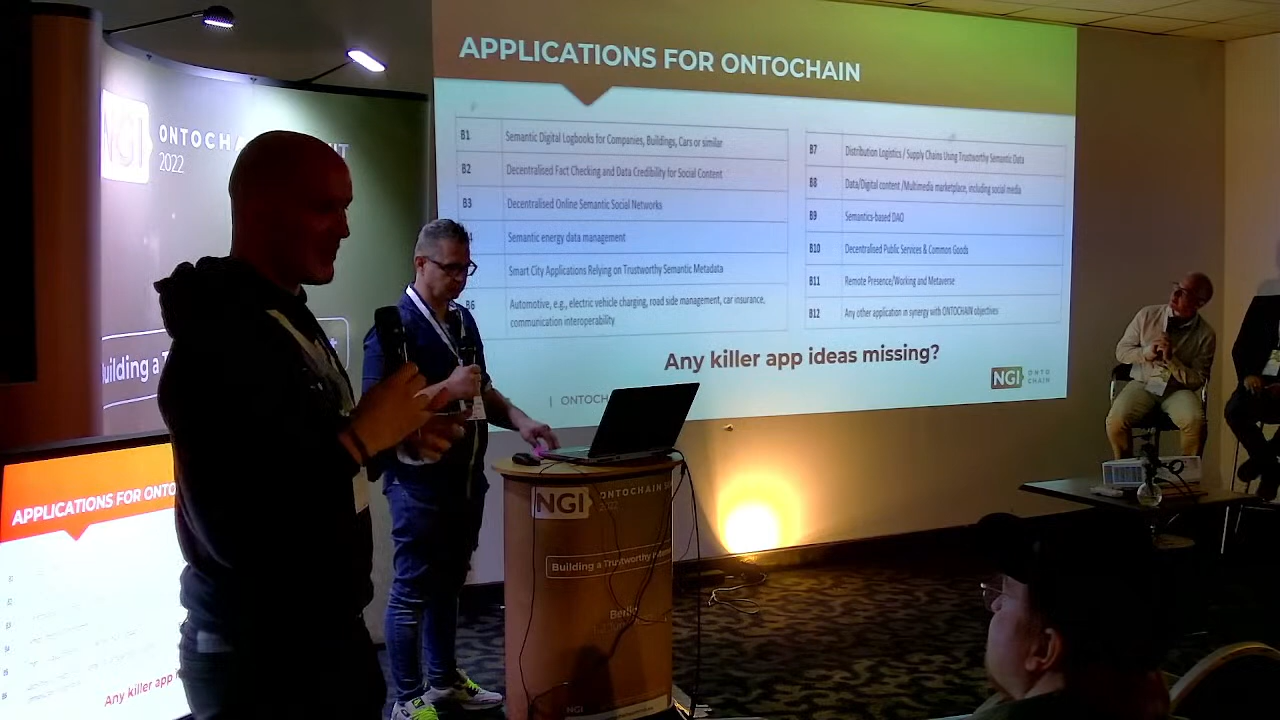 APPLICATIONS FOR ONTOCHAIN
B1 Semantic Digital Logbooks for Companies, Buildings, Cars or similar
B2 Decentralised Fact Checking and Data Credibility for Social Content
B3 Decentralised Online Semantic Social Networks
4 Semantic energy data management
Smart City Applications Relying on Trustworthy Semantic Metadata
B6 Automotive, e.g., electric vehicle charging, road side management, car insurance,
communication interoperability
B7 Distribution Logistics / Supply Chains Using Trustworthy Semantic Data
B8 Data/Digital content /Multimedia marketplace, including social media
B9 Semantics-based DAO
B10 Decentralised Public Services & Common Goods
B11 Remote Presence/Working and Metaverse
B12 Any other application in synergy with ONTOCHAIN objectives
Any killer app ideas missing?
| ONTOCH
NGI ONTO
CHAIN
NGI ONTOCH
2022
Building a
APPLICATIONS FOR ONTO
Any killer app
NGI ONTOCHAIN
2022
Building a Trustworthy
Berlin
NGI